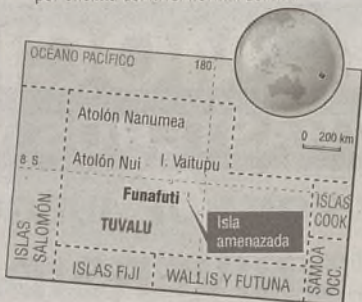 OCÉANO PACÍFICO
180
Atolón Nanumea
0 200 km
8 S
Atolón Nui
I. Vaitupu
Funafuti
TUVALU
Isla
amenazada
ISLAS
COOK
ISLAS
SALOMÓN
ISLAS FIJI
WALLIS Y FUTUNA
SAMOA
OCC.